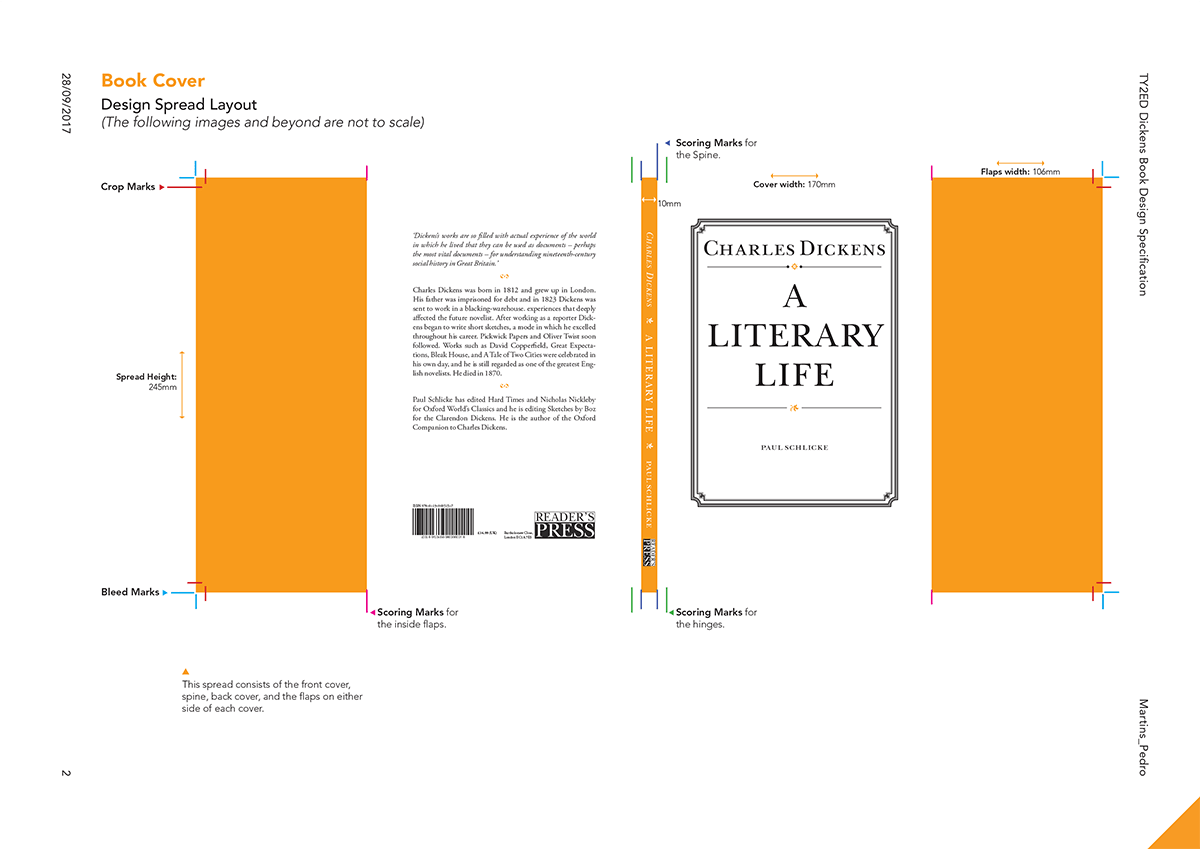 28/09/2017
Book Cover
Design Spread Layout
(The following images and beyond are not to scale)
TY2ED Dickens Book Design Specification
Crop Marks
Scoring Marks for
the Spine.
Cover width: 170mm
Flaps width: 106mm
10mm
'Dicken's works are so filled with actual experience of the world
in which he lived that they can be used as documents – perhaps
the most vital documents – for understanding nineteenth-century
social history in Great Britain.'
Charles Dickens was born in 1812 and grew up in London.
His father was imprisoned for debt and in 1823 Dickens was
sent to work in a blacking-warehouse. experiences that deeply
affected the future novelist. After working as a reporter Dick-
ens began to write short sketches, a mode in which he excelled
throughout his career. Pickwick Papers and Oliver Twist soon
followed. Works such as David Copperfield, Great Expecta-
tions, Bleak House, and A Tale of Two Cities were celebrated in
his own day, and he is still regarded as one of the greatest Eng-
lish novelists. He died in 1870.
Paul Schlicke has edited Hard Times and Nicholas Nickleby
for Oxford World's Classics and he is editing Sketches by Boz
for the Clarendon Dickens. He is the author of the Oxford
Companion to Charles Dickens.
READER'S
PRESS
CHARLES DICKENS
A LITERARY LIFE
PAUL SCHLICKE
READER'S
PRESS
CHARLES DICKENS
A
LITERARY
LIFE
PAUL SCHLICKE
Spread Height:
245mm
Bleed Marks
Scoring Marks for
the inside flaps.
Scoring Marks for
the hinges.
This spread consists of the front cover,
spine, back cover, and the flaps on either
side of each cover.
2
Martins_Pedro